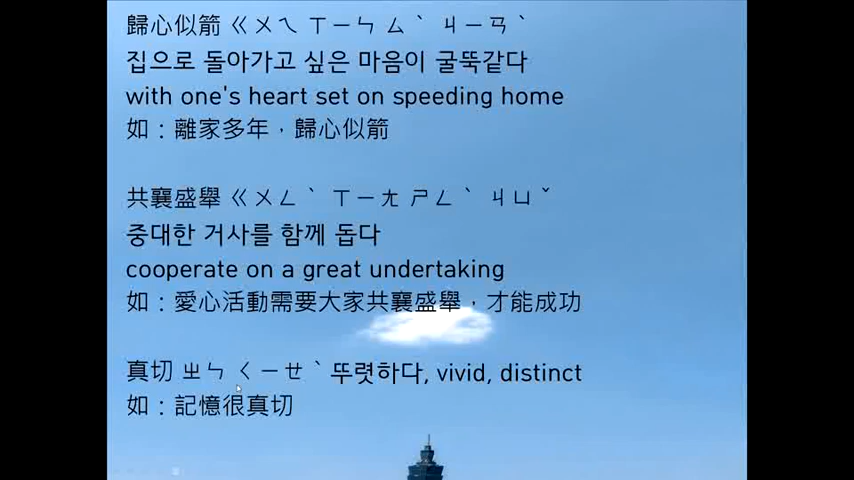 歸心似箭 ㄍㄨㄟ ㄒㄧㄣ ㄙˋ ㄐㄧㄢˋ
집으로 돌아가고 싶은 마음이 굴뚝같다
with one's heart set on speeding home
如：離家多年，歸心似箭
共襄盛舉 ㄍㄨㄥˋ ㄒㄧㄤ ㄕㄥˋ ㄐㄩˇ
중대한 거사를 함께 돕다
cooperate on a great undertaking
如：愛心活動需要大家共襄盛舉，才能成功
真切 ㄓㄣ ㄑㄧㄝˋ 뚜렷하다, vivid, distinct
如：記憶很真切